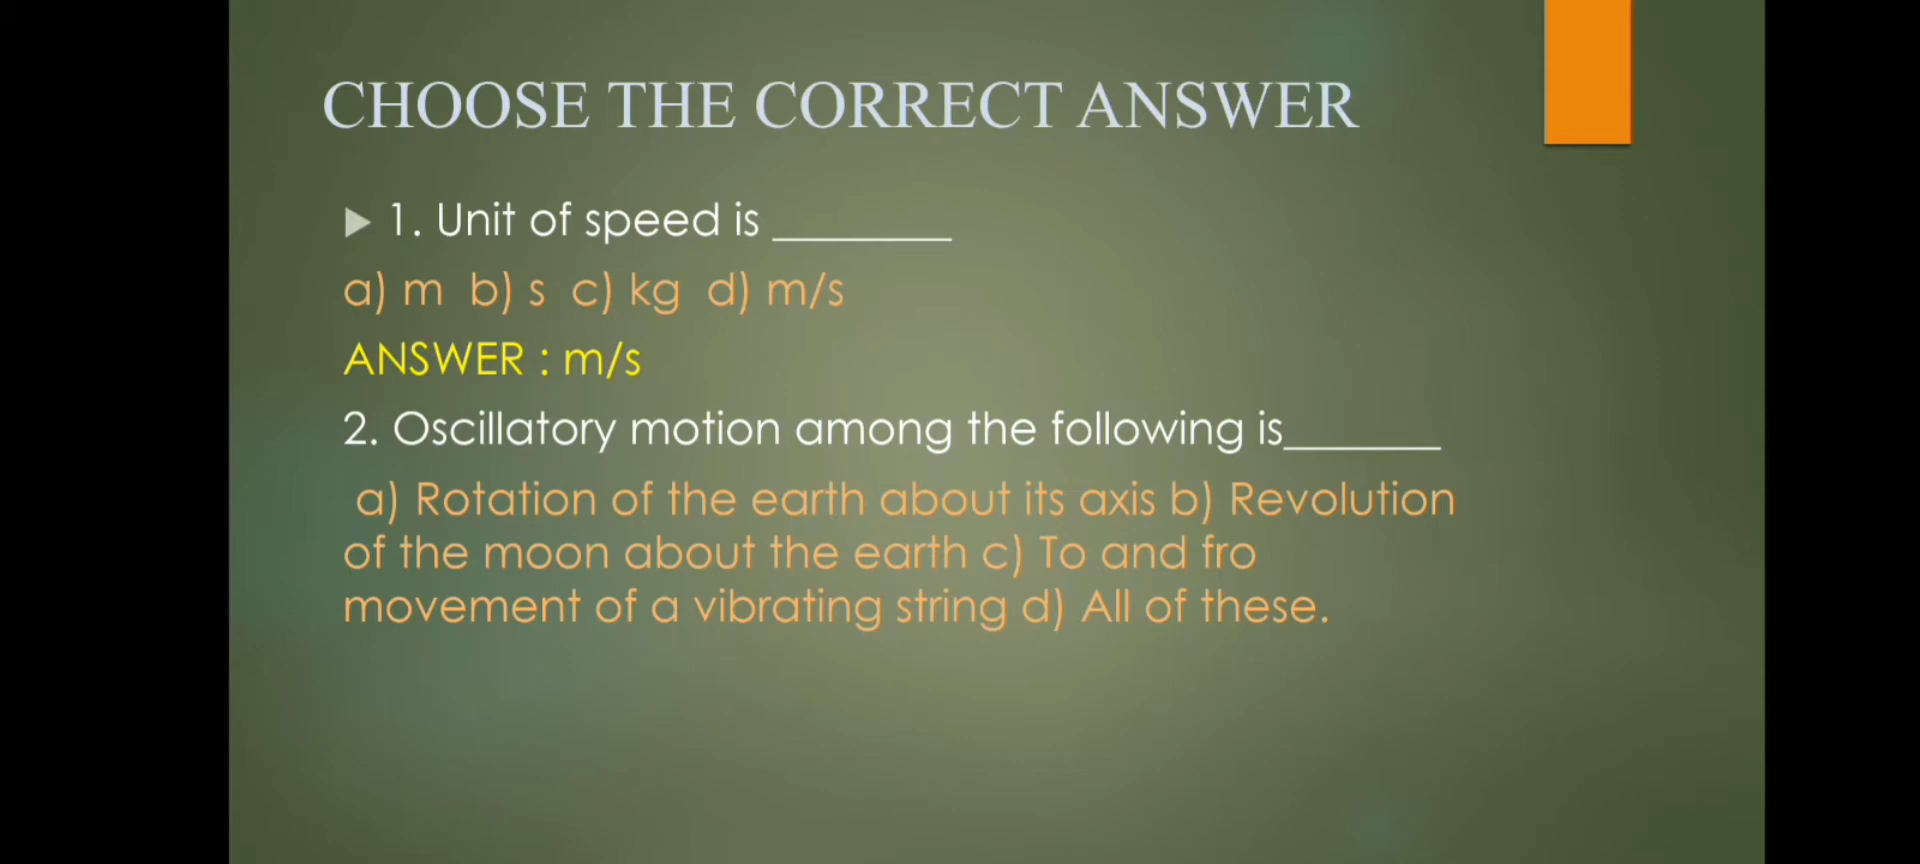 CHOOSE THE CORRECT ANSWER
1. Unit of speed is ________
a) m b) s c) kg d) m/s
ANSWER : m/s
2. Oscillatory motion among the following is_______
a) Rotation of the earth about its axis b) Revolution
of the moon about the earth c) To and fro
movement of a vibrating string d) All of these.